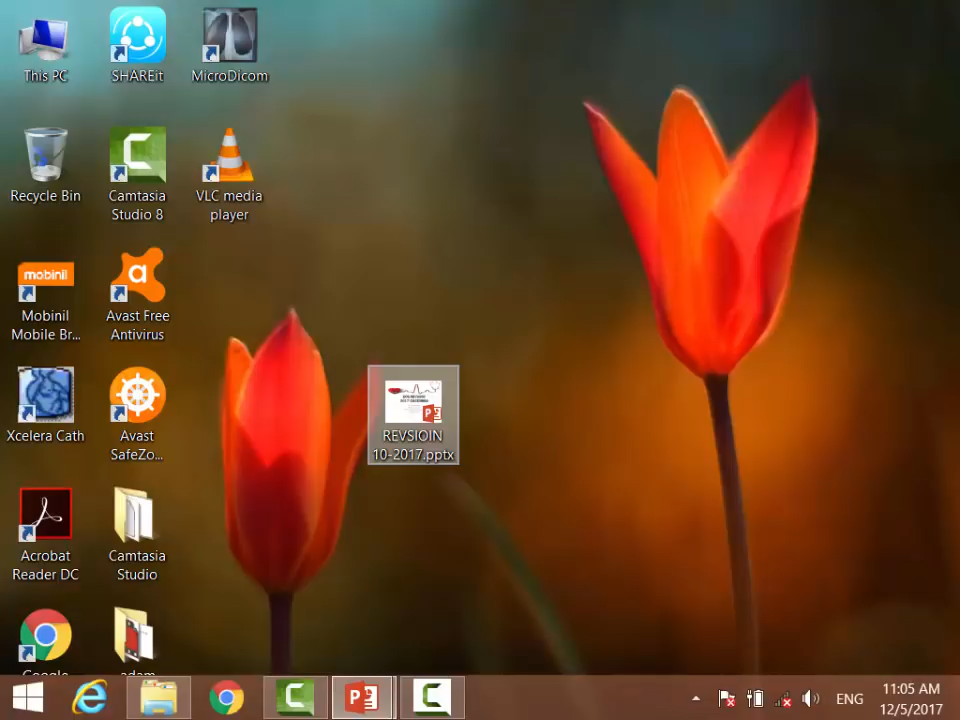 This PC
SHAREit
MicroDicom
Recycle Bin
Camtasia
Studio 8
VLC media
player
mobinil
Mobinil
Mobile Br...
a
Avast Free
Antivirus
Xcelera Cath
Avast
SafeZo...
REVSIOIN
10-2017.pptx
Acrobat
Reader DC
Camtasia
Studio
Google
adam
ENG
11:05 AM
12/5/2017